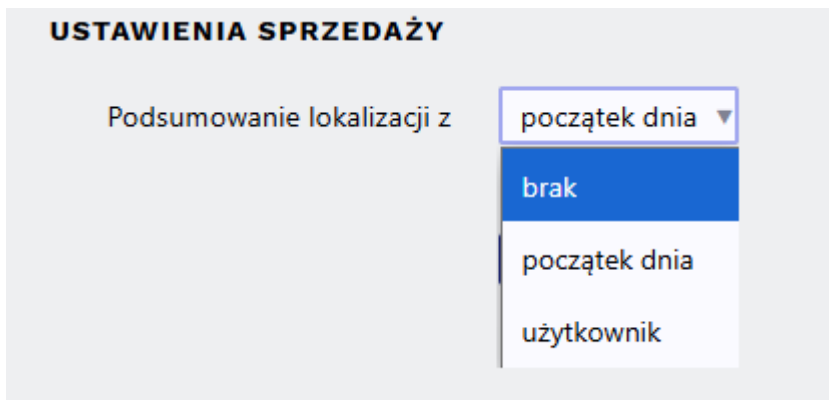 USTAWIENIA SPRZEDAŻY
Podsumowanie lokalizacji z początek dnia
brak
początek dnia
użytkownik